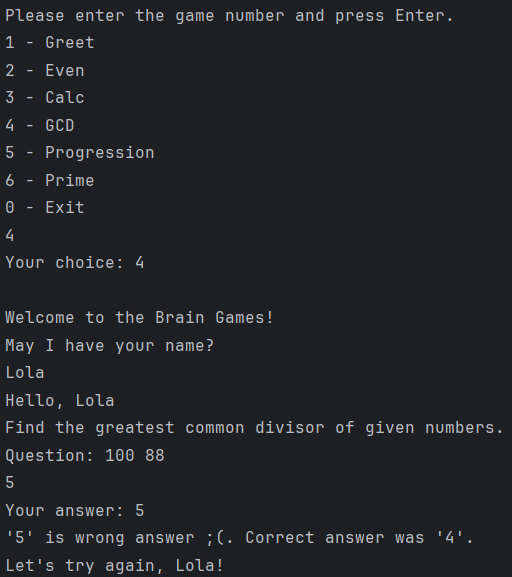 Please enter the game number and press Enter.
1 - Greet
2 - Even
3 - Calc
4 - GCD
5 - Progression
6 - Prime
0 - Exit
4
Your choice: 4
Welcome to the Brain Games!
May I have your name?
Lola
Hello, Lola
Find the greatest common divisor of given numbers.
Question: 100 88
5
Your answer: 5
'5' is wrong answer ;(. Correct answer was '4'.
Let's try again, Lola!